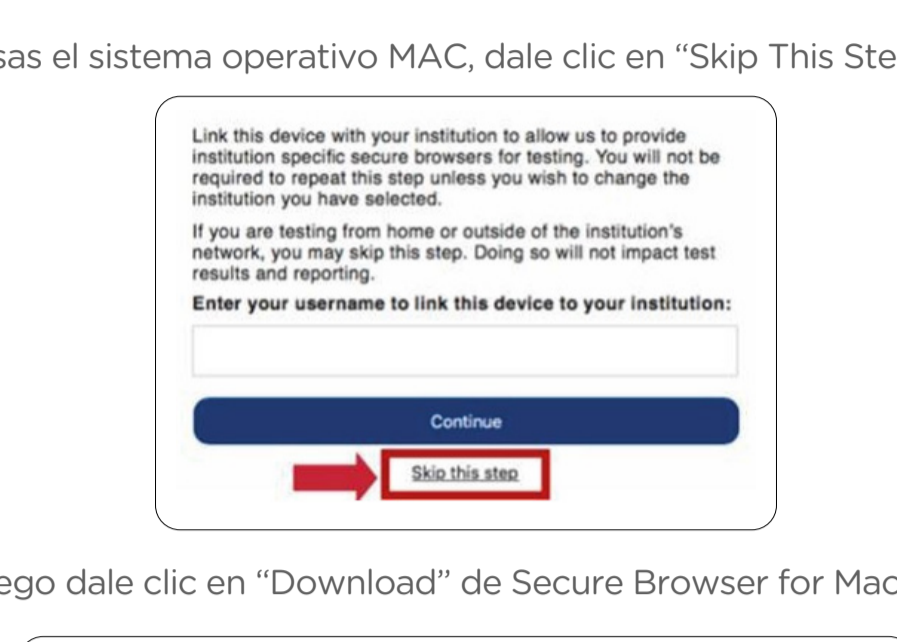 sas el sistema operativo MAC, dale clic en “Skip This Ste
Link this device with your institution to allow us to provide
institution specific secure browsers for testing. You will not be
required to repeat this step unless you wish to change the
institution you have selected.
If you are testing from home or outside of the institution's
network, you may skip this step. Doing so will not impact test
results and reporting.
Enter your username to link this device to your institution:
Continue
Skip this step
ego dale clic en “Download” de Secure Browser for Mac